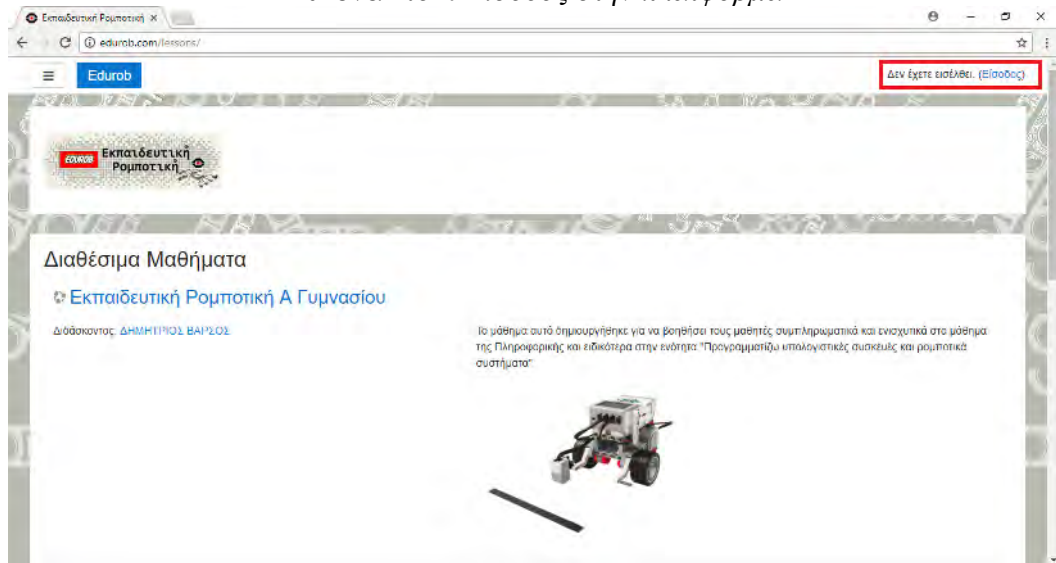 Εκπαιδευτική Ρομποτική
edurob.com/lessons/
Edurob
Δεν έχετε εισέλθει. (Είσοδος)
EDUROB Εκπαιδευτική
Ρομποτική
Διαθέσιμα Μαθήματα
Εκπαιδευτική Ρομποτική Α Γυμνασίου
Διδάσκοντας: ΔΗΜΗΤΡΙΟΣ ΒΑΡΣΟΣ
Το μάθημα αυτό δημιουργήθηκε για να βοηθήσει τους μαθητές συμπληρωματικά και ενισχυτικά στο μάθημα
της Πληροφορικής και ειδικότερα στην ενότητα "Προγραμματίζω υπολογιστικές συσκευές και ρομποτικά
συστήματα"